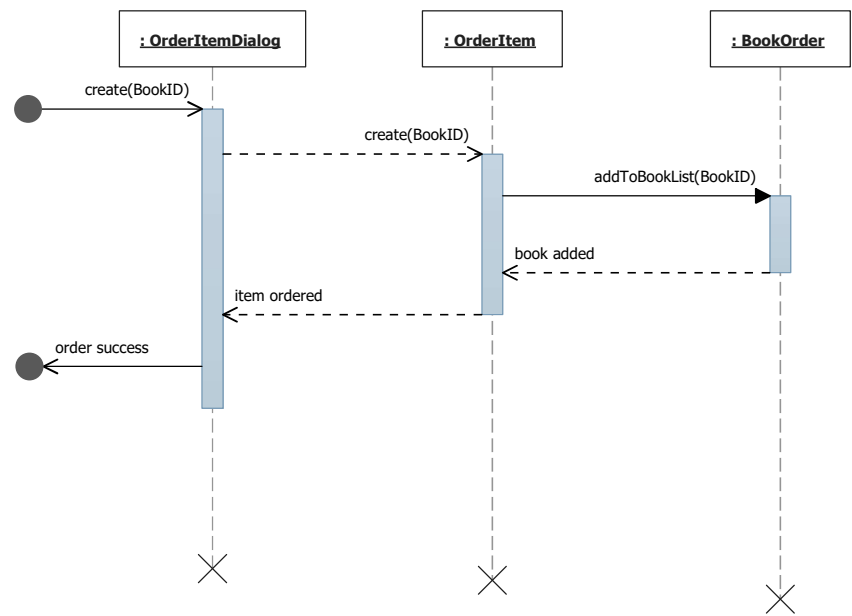 : OrderItemDialog
: OrderItem
: BookOrder
create(BookID)
create(BookID)
addToBookList(BookID)
book added
item ordered
order success